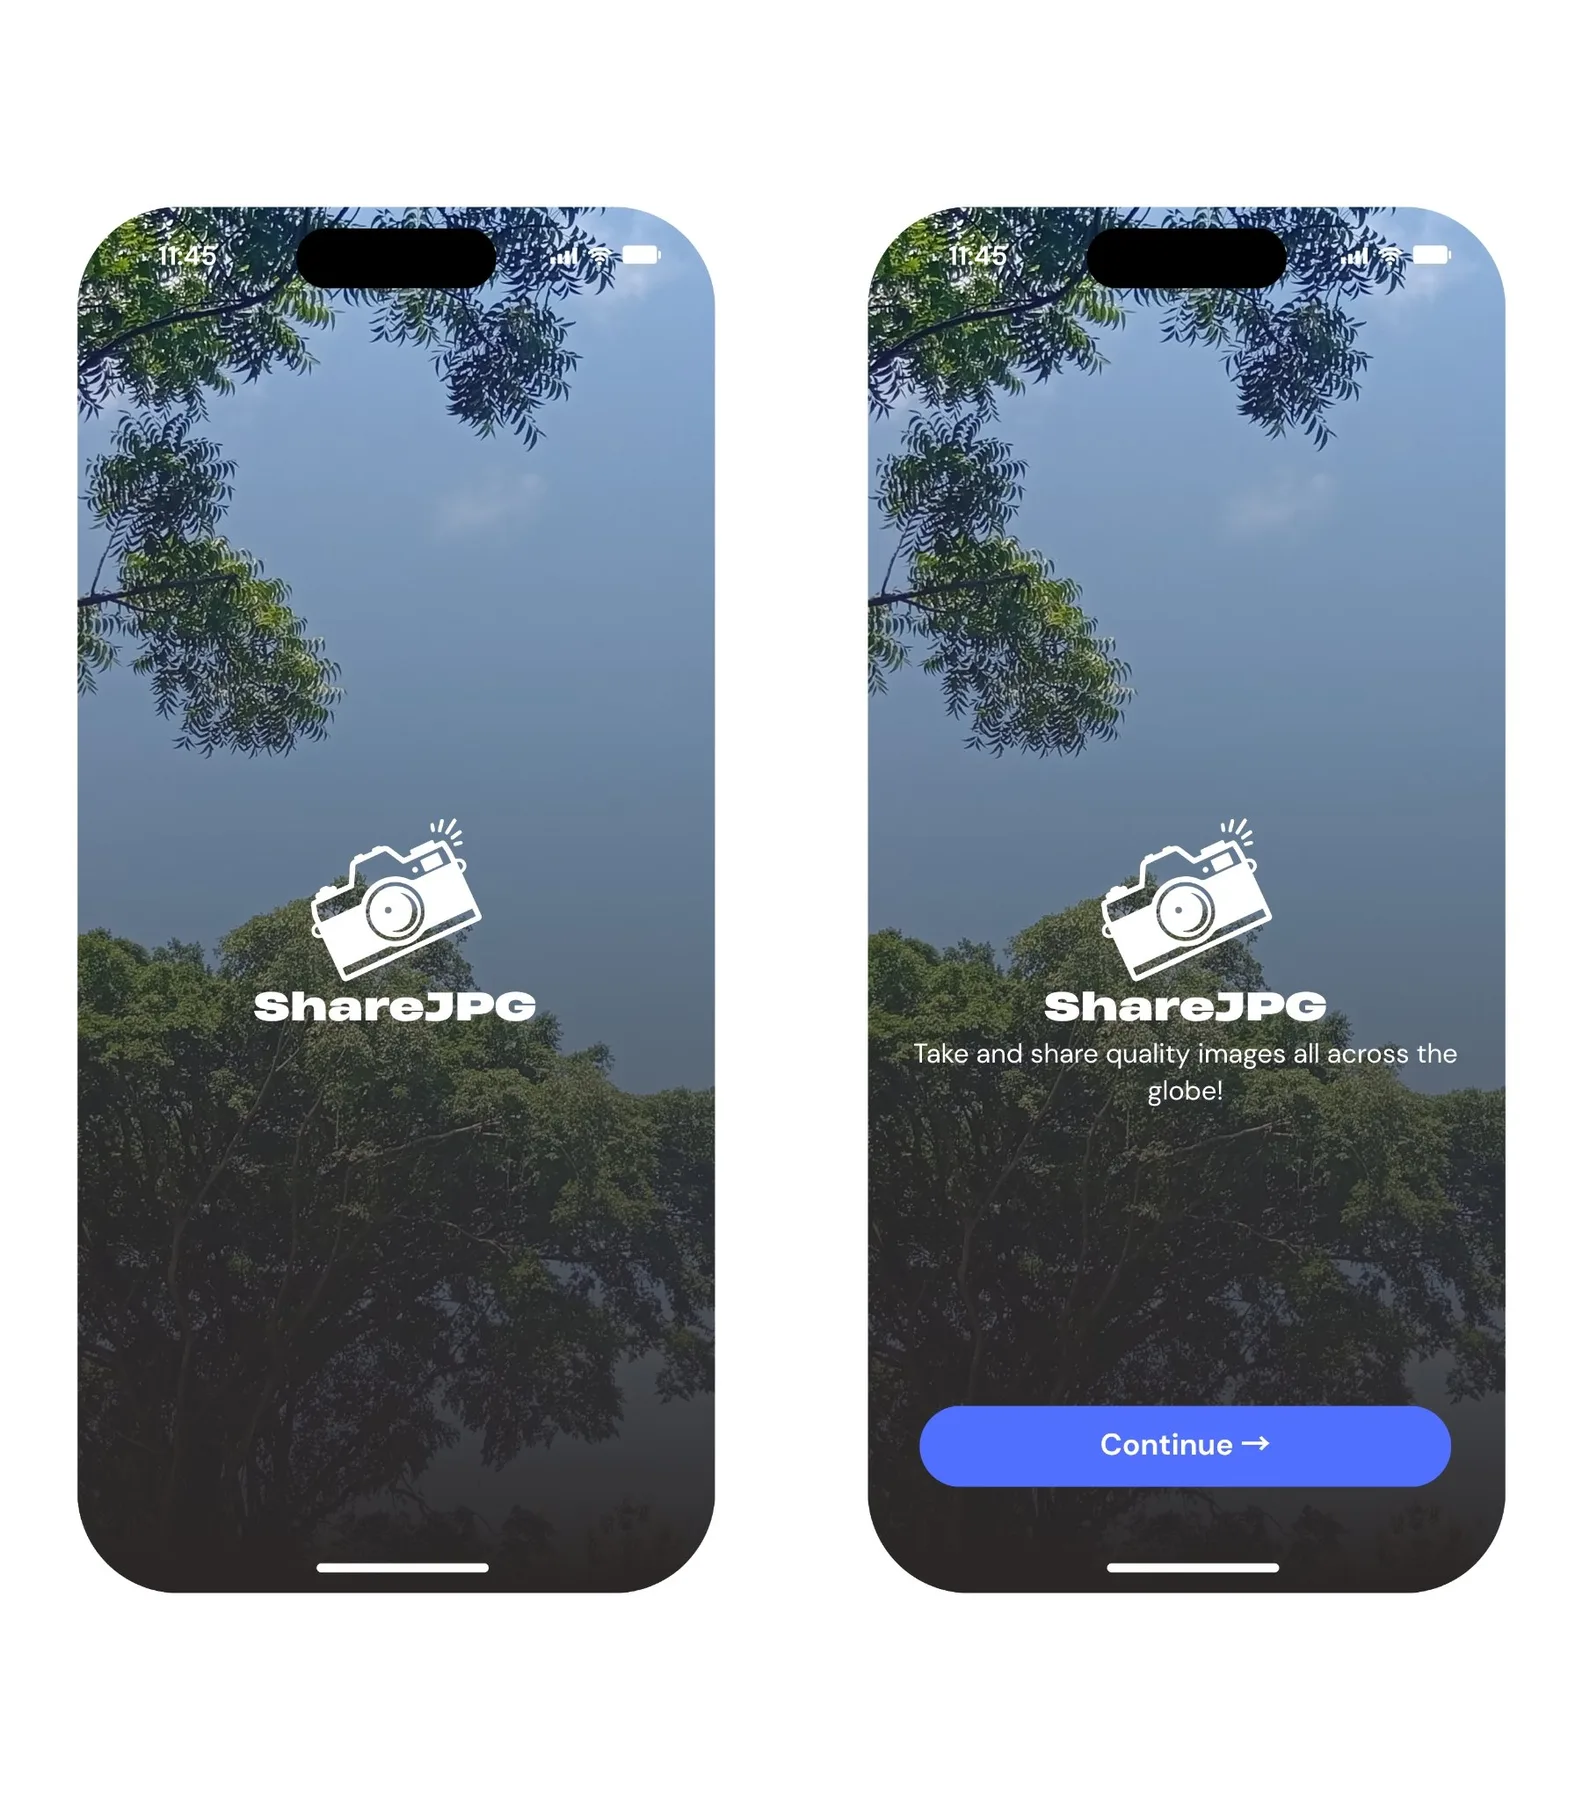 11:45
ShareJPG
11:45
ShareJPG
Take and share quality images all across the
globe!
Continue →